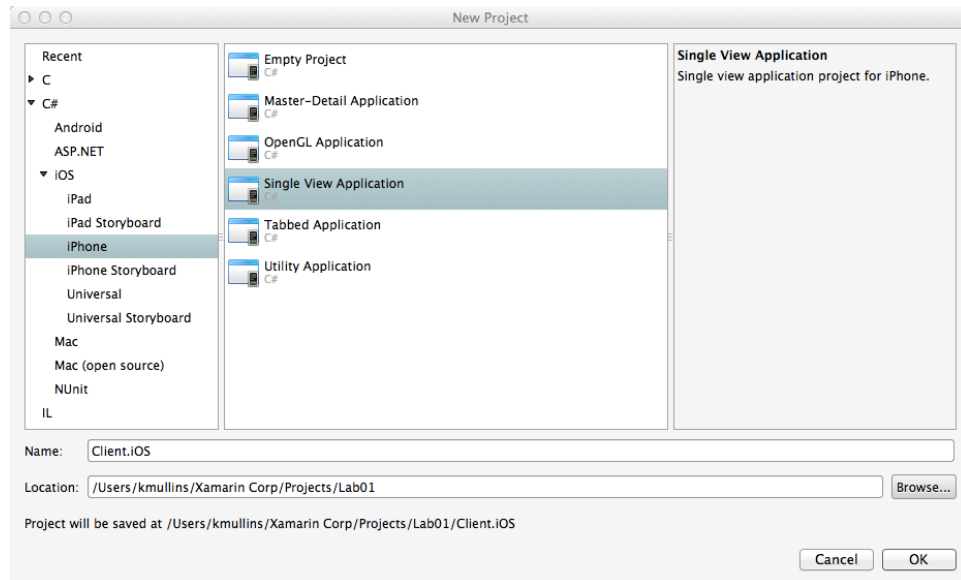 New Project
Recent
C
C#
Android
ASP.NET
iOS
iPad
iPad Storyboard
iPhone
iPhone Storyboard
Universal
Universal Storyboard
Mac
Mac (open source)
NUnit
IL
Empty Project
C#
Master-Detail Application
C#
OpenGL Application
C#
Single View Application
C#
Tabbed Application
C#
Utility Application
C#
Single View Application
Single view application project for iPhone.
Name: Client.iOS
Location: /Users/kmullins/Xamarin Corp/Projects/Lab01 Browse...
Project will be saved at /Users/kmullins/Xamarin Corp/Projects/Lab01/Client.iOS
Cancel OK